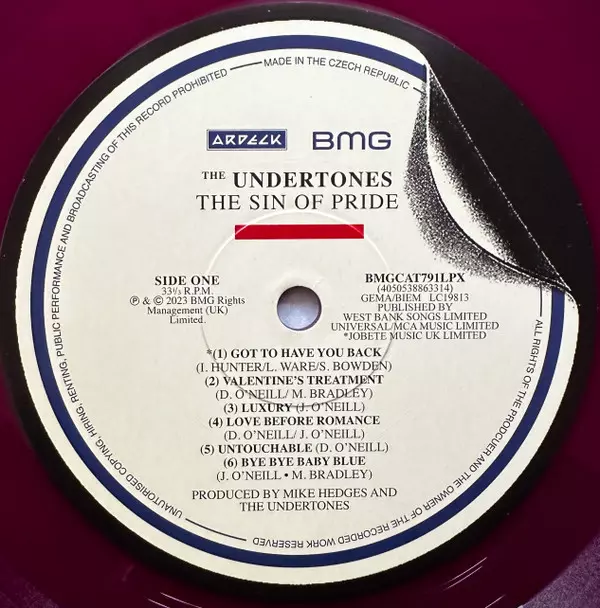 UNAUTHORISED COPYING, HIRING, RENTING, PUBLIC PERFORMANCE AND BROADCASTING OF THIS RECORD PROHIBITED
MADE IN THE CZECH REPUBLIC
ALL RIGHTS OF THE PRODUCER AND THE OWNER OF THE RECORDED WORK RESERVED
ARDECK BMG
THE UNDERTONES
THE SIN OF PRIDE
SIDE ONE
33⅓ R.P.M.
℗ & © 2023 BMG Rights
Management (UK)
Limited.
BMGCAT791LPX
(4050538863314)
GEMA/BIEM LC19813
PUBLISHED BY
WEST BANK SONGS LIMITED
UNIVERSAL/MCA MUSIC LIMITED
*JOBETE MUSIC UK LIMITED
*(1) GOT TO HAVE YOU BACK
(I. HUNTER/L. WARE/S. BOWDEN)
(2) VALENTINE'S TREATMENT
(D. O'NEILL/ M. BRADLEY)
(3) LUXURY (J. O'NEILL)
(4) LOVE BEFORE ROMANCE
(D. O'NEILL/ J. O'NEILL)
(5) UNTOUCHABLE (D. O'NEILL)
(6) BYE BYE BABY BLUE
(J. O'NEILL • M. BRADLEY)
PRODUCED BY MIKE HEDGES AND
THE UNDERTONES